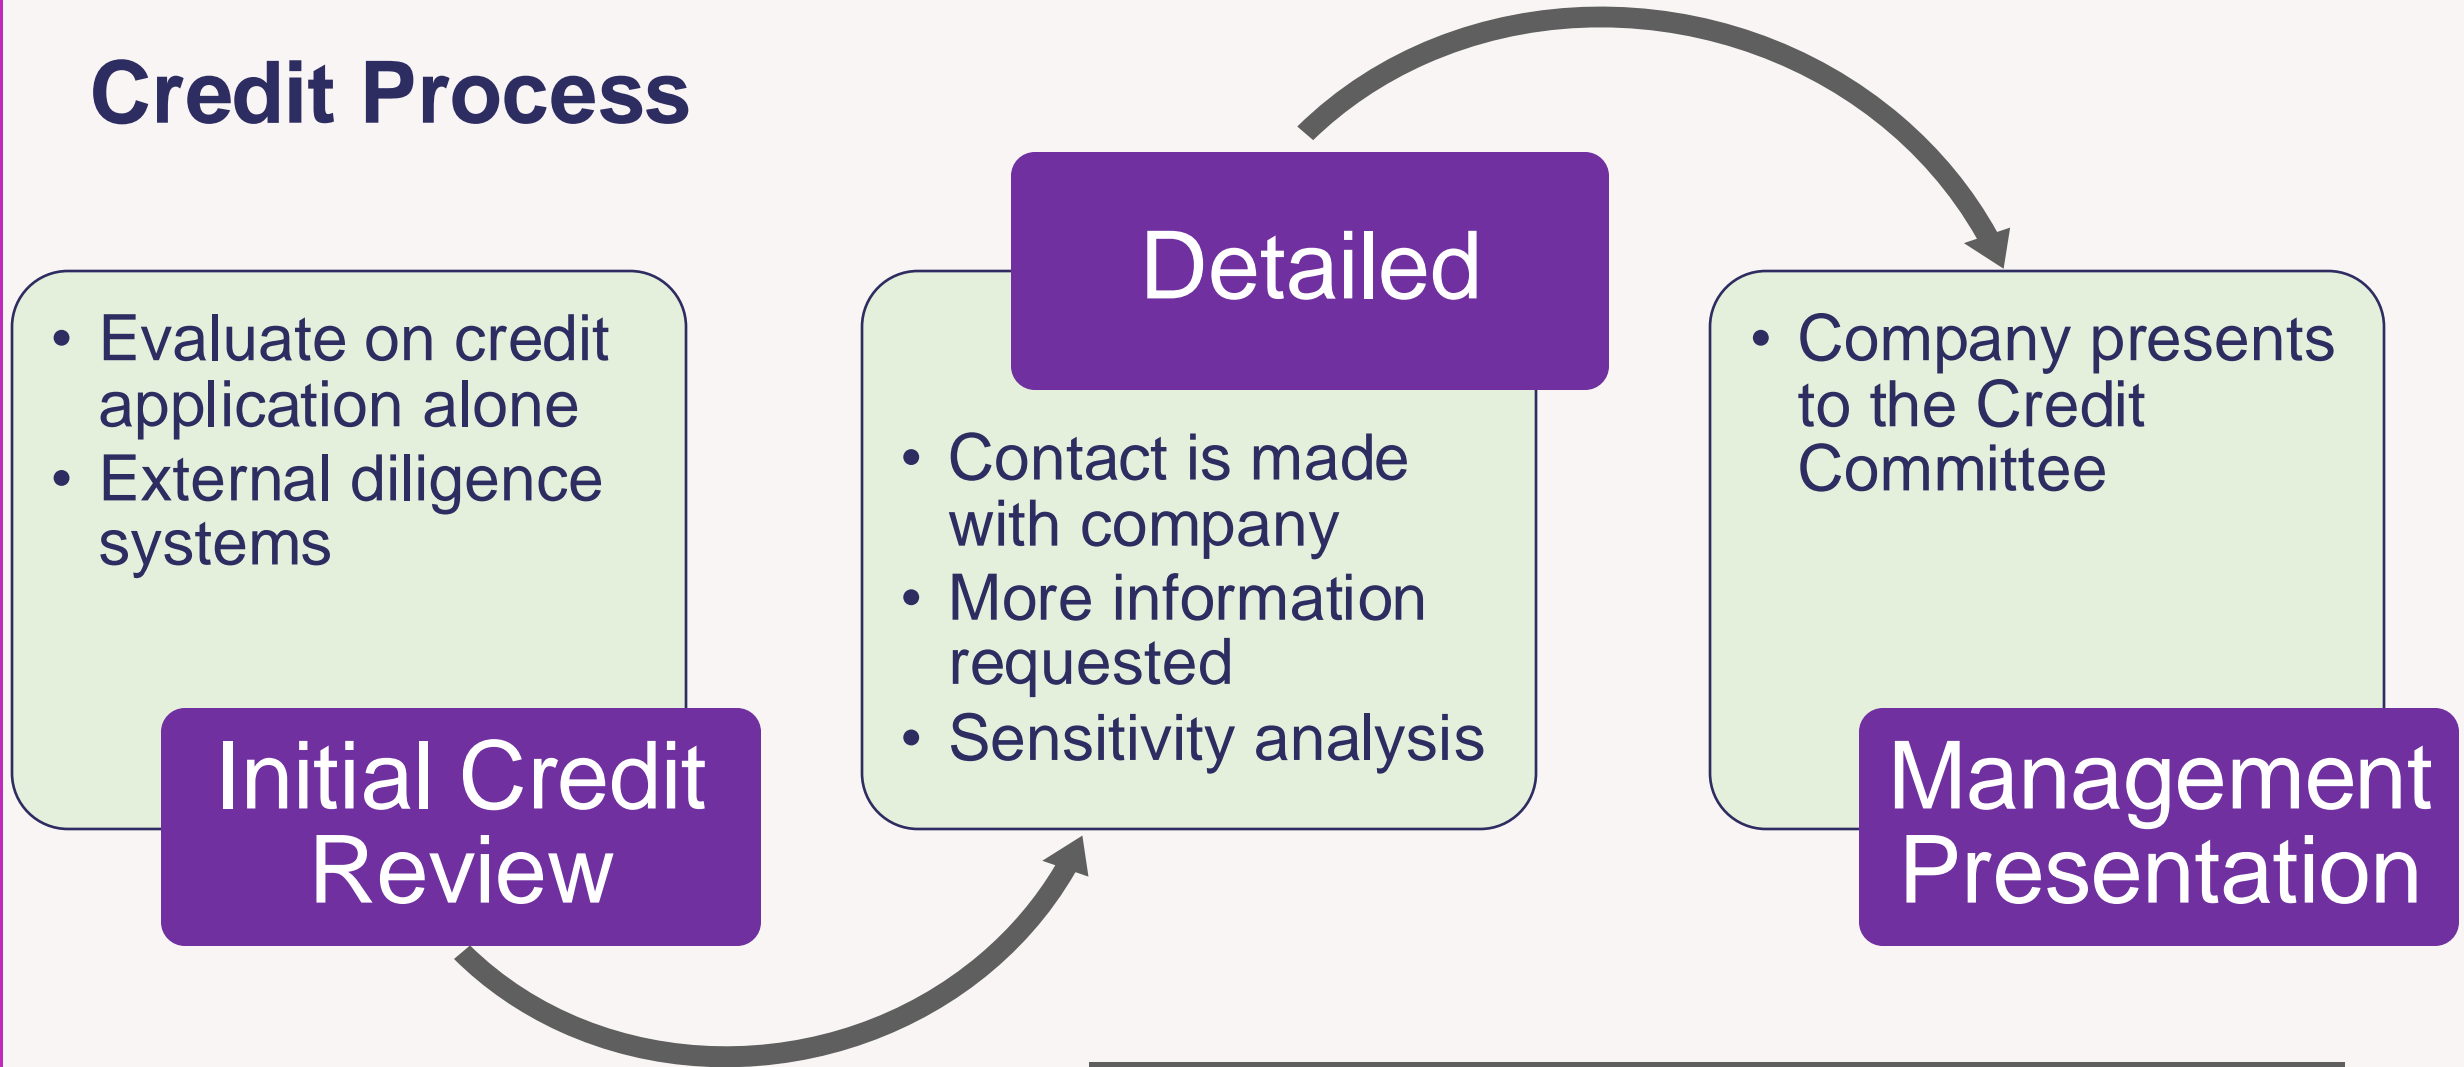 Credit Process
• Evaluate on credit
application alone
• External diligence
systems
Initial Credit
Review
Detailed
• Contact is made
with company
• More information
requested
• Sensitivity analysis
• Company presents
to the Credit
Committee
Management
Presentation